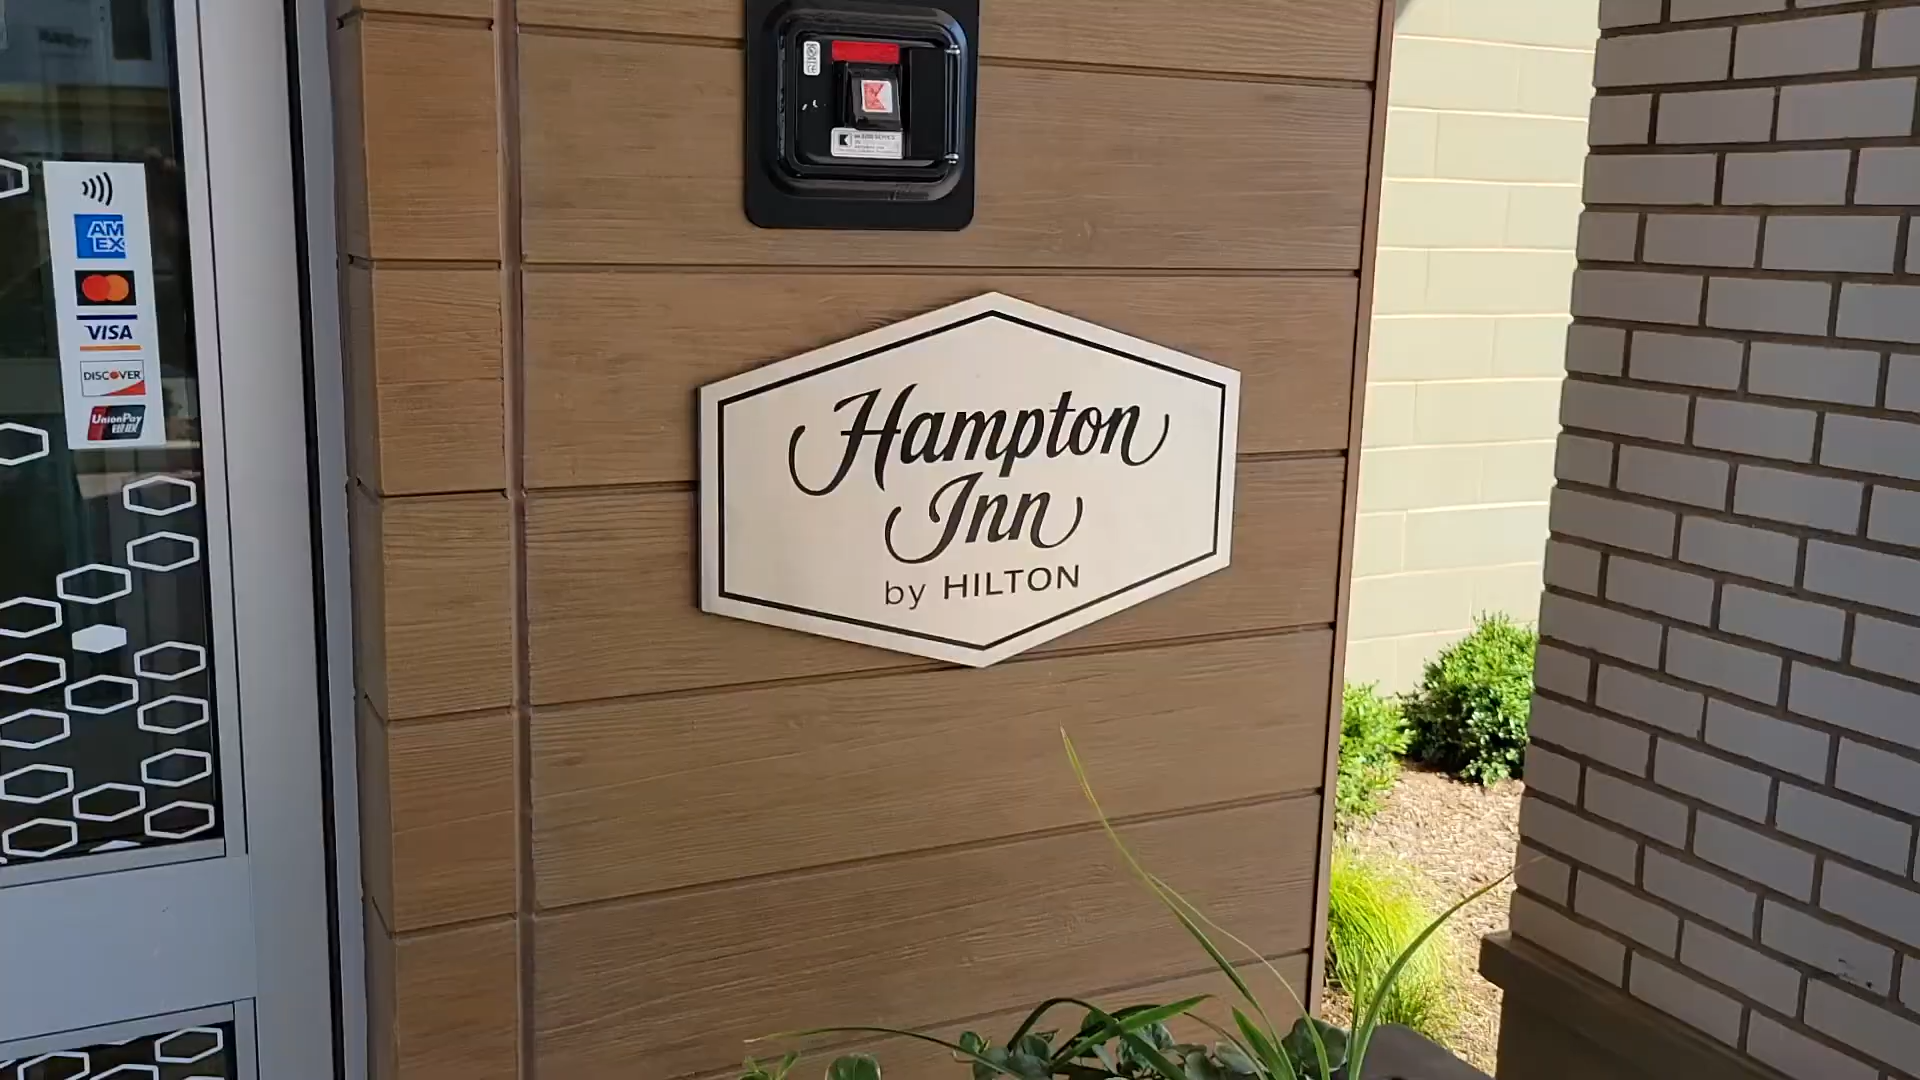 AM
EX
VISA
DISCOVER
UnionPay
银联
Hampton
Inn
by HILTON